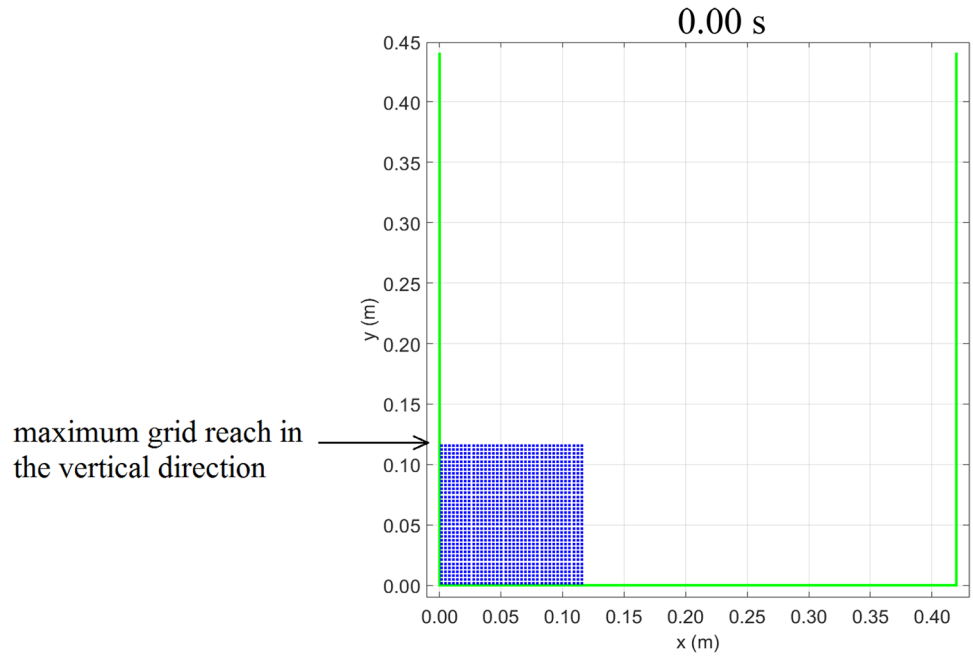 0.00 s
0.45
0.40
0.35
0.30
0.25
0.20
0.15
0.10
0.05
0.00
y (m)
maximum grid reach in
the vertical direction
0.00 0.05 0.10 0.15 0.20 0.25 0.30 0.35 0.40
x (m)